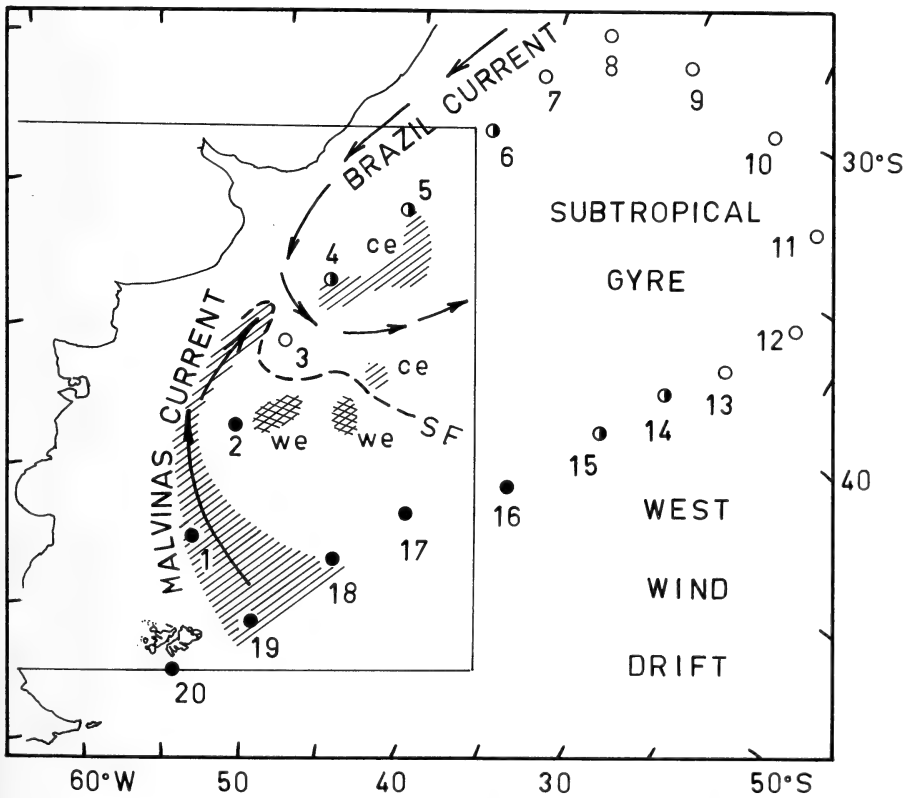 BRAZIL CURRENT
8
7
9
6
10
30°S
5
SUBTROPICAL
ce
11
4
GYRE
MALVINAS CURRENT
3
12
ce
13
SF
2
we
we
14
15
40
16
WEST
17
1
18
WIND
19
DRIFT
20
60°W
50
40
30
50°S